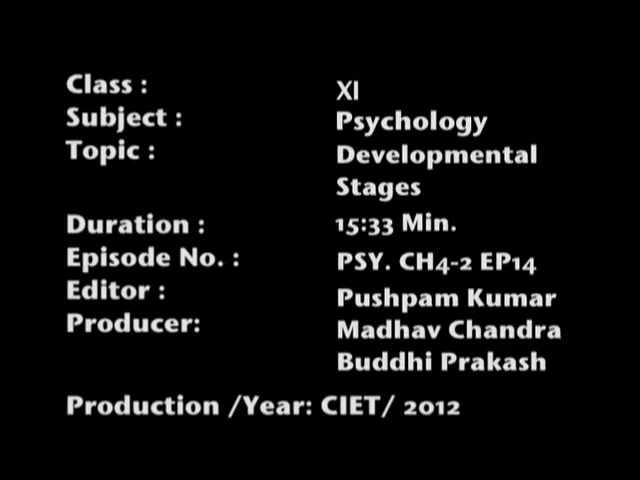 Class : XI
Subject : Psychology
Topic : Developmental
Stages
Duration : 15:33 Min.
Episode No. : PSY. CH4-2 EP14
Editor : Pushpam Kumar
Producer: Madhav Chandra
Buddhi Prakash
Production /Year: CIET/ 2012